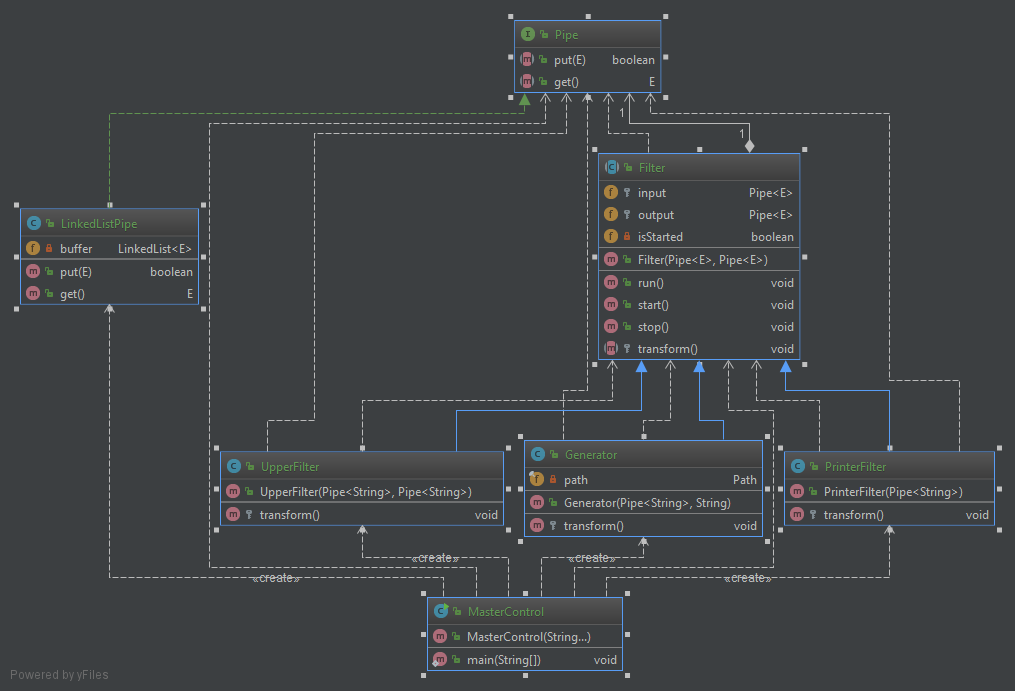 Pipe
put(E) boolean
get() E
1
1
Filter
input Pipe<E>
output Pipe<E>
isStarted boolean
Filter(Pipe<E>, Pipe<E>)
run() void
start() void
stop() void
transform() void
LinkedListPipe
buffer LinkedList<E>
put(E) boolean
get() E
UpperFilter
UpperFilter(Pipe<String>, Pipe<String>)
transform() void
Generator
path Path
Generator(Pipe<String>, String)
transform() void
PrinterFilter
PrinterFilter(Pipe<String>)
transform() void
«create»
«create»
«create»
«create»
MasterControl
MasterControl(String...)
main(String[]) void
Powered by yFiles